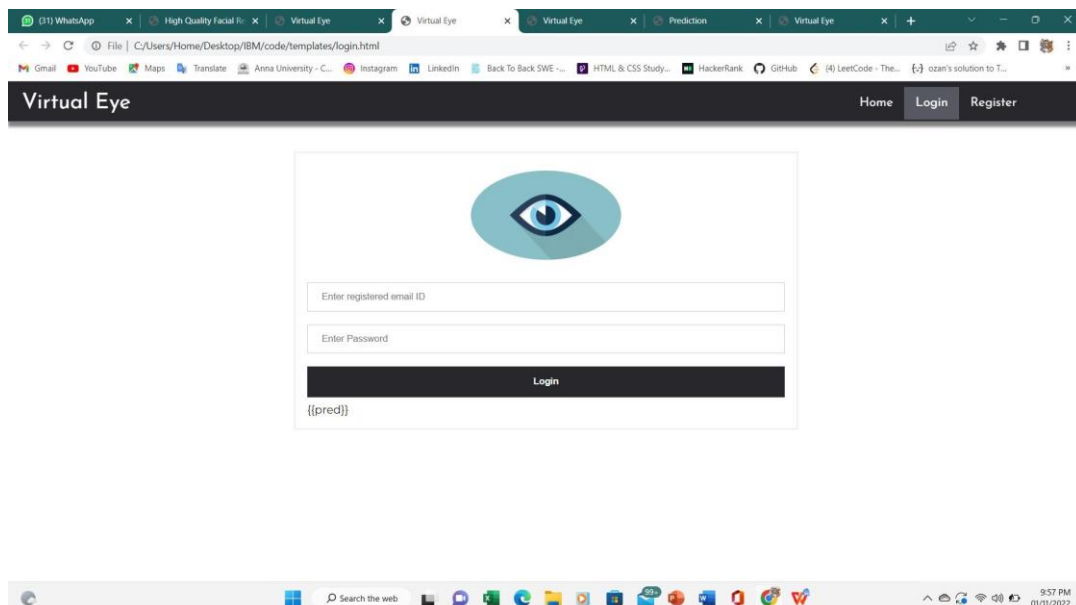 (31) WhatsApp
High Quality Facial Re
Virtual Eye
Virtual Eye
Virtual Eye
Prediction
Virtual Eye
File | C:/Users/Home/Desktop/IBM/code/templates/login.html
Gmail YouTube Maps Translate Anna University - C... Instagram LinkedIn Back To Back SWE -... HTML & CSS Study... HackerRank GitHub (4) LeetCode - The... ozan's solution to T...
Virtual Eye
Home Login Register
Enter registered email ID
Enter Password
Login
{{pred}}
Search the web
99+
9:57 PM